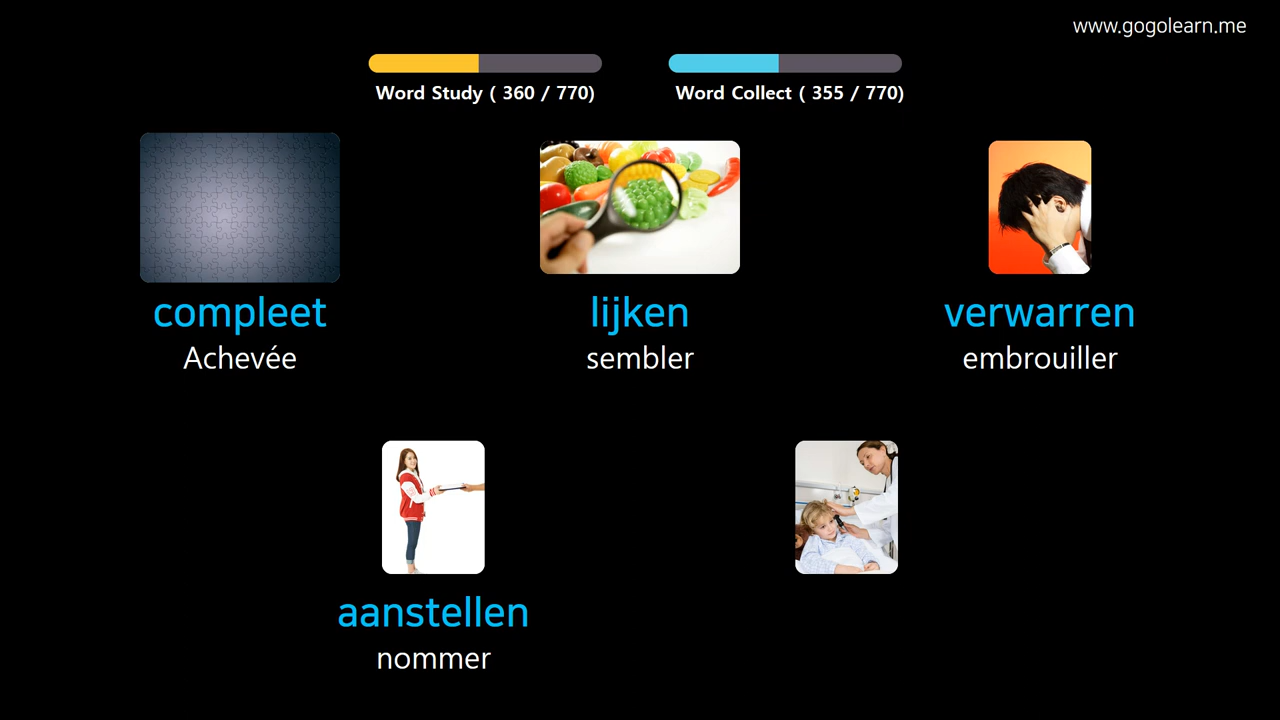 www.gogolearn.me
Word Study ( 360 / 770)
Word Collect ( 355 / 770)
compleet
Achevée
lijken
sembler
verwarren
embrouiller
aanstellen
nommer